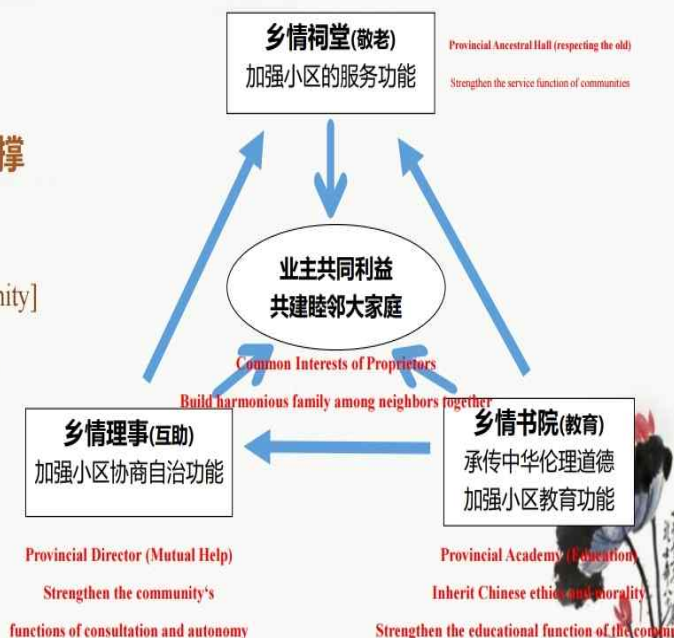 乡情祠堂(敬老)
加强小区的服务功能
Provincial Ancestral Hall (respecting the old)
Strengthen the service function of communities
撑
nity]
业主共同利益
共建睦邻大家庭
Common Interests of Proprietors
Build harmonious family among neighbors together
乡情理事(互助)
加强小区协商自治功能
Provincial Director (Mutual Help)
Strengthen the community's
functions of consultation and autonomy
乡情书院(教育)
承传中华伦理道德
加强小区教育功能
Provincial Academy (Education)
Inherit Chinese ethics and morality
Strengthen the educational function of the comm